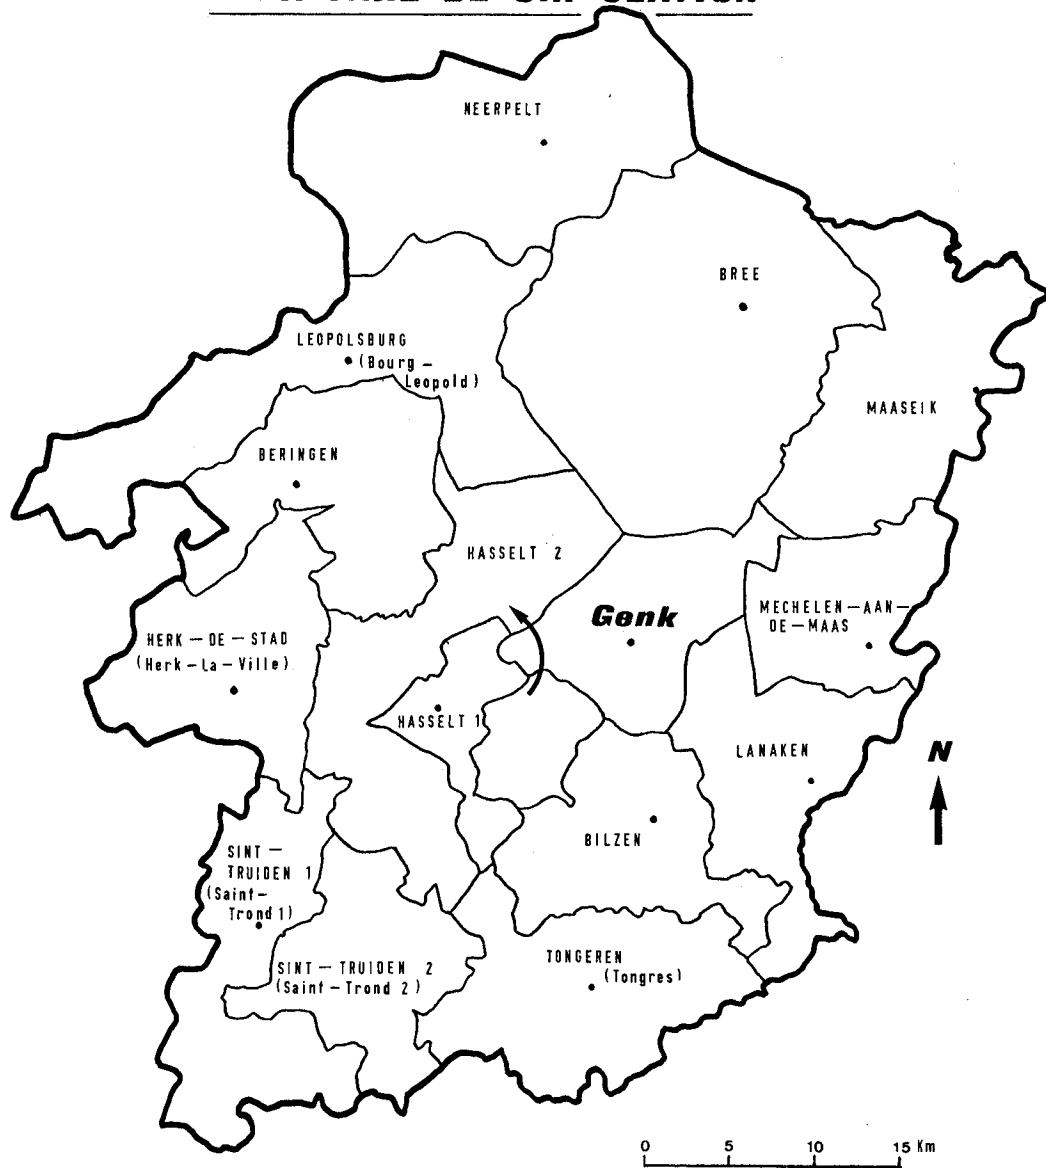 NEERPELT
BREE
LEOPOLSBURG
(Bourg-
Leopold)
MAASEIK
BERINGEN
HASSELT 2
Genk
MECHELEN-AAN-
DE-MAAS
HERK-DE-STAD
(Herk-La-Ville)
HASSELT 1
LANAKEN
N
BILZEN
SINT-
TRUIDEN 1
(Saint-
Trond 1)
TONGEREN
(Tongres)
SINT-TRUIDEN 2
(Saint-Trond 2)
0 5 10 15 Km